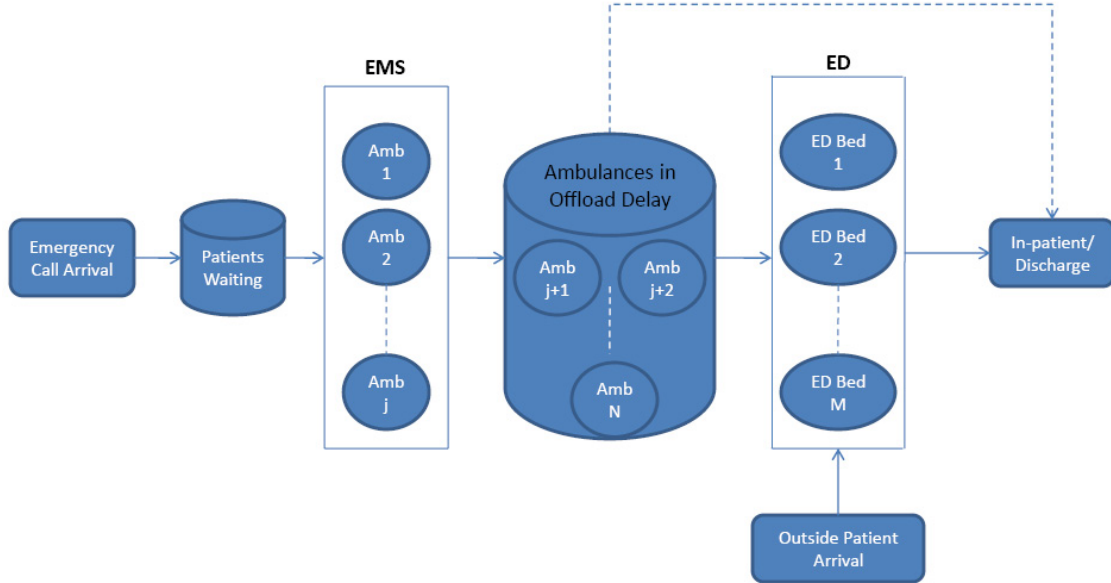 EMS
ED
Emergency
Call Arrival
Patients
Waiting
Amb
1
Amb
2
Amb
j
Ambulances in
Offload Delay
Amb
j+1
Amb
j+2
Amb
N
ED Bed
1
ED Bed
2
ED Bed
M
In-patient/
Discharge
Outside Patient
Arrival